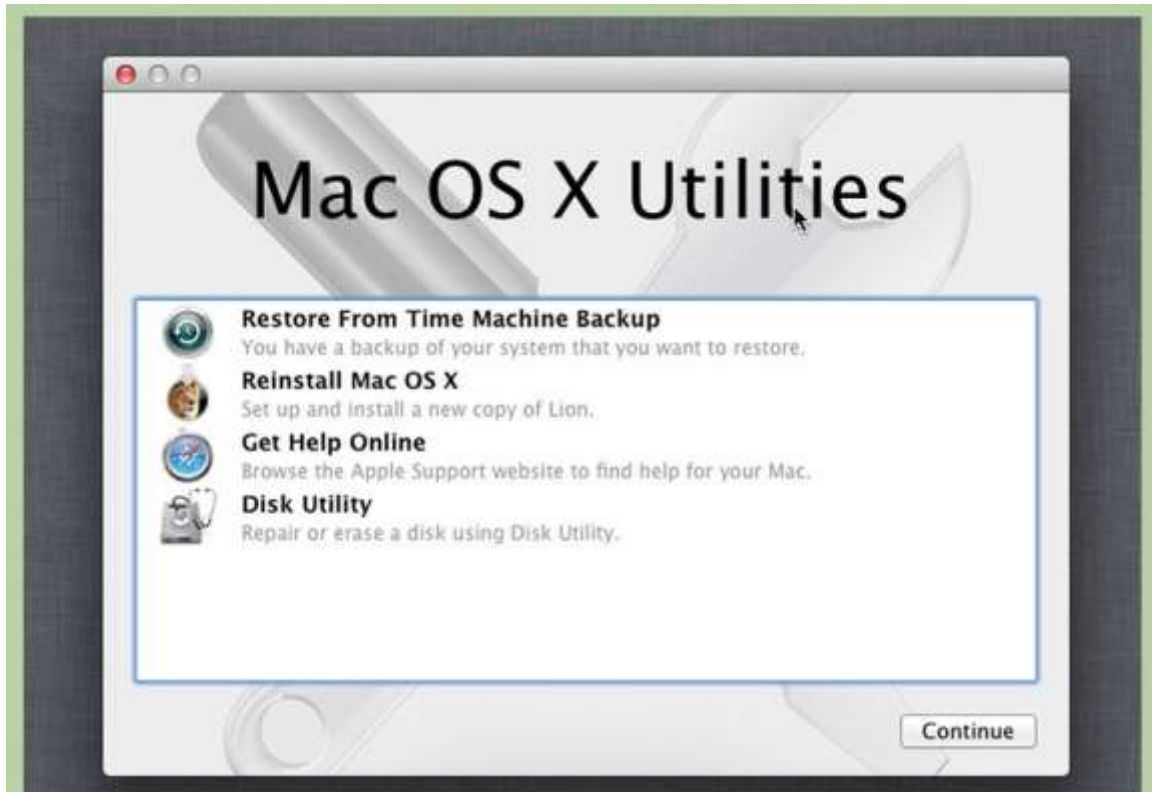 Mac OS X Utilities
Restore From Time Machine Backup
You have a backup of your system that you want to restore.
Reinstall Mac OS X
Set up and install a new copy of Lion.
Get Help Online
Browse the Apple Support website to find help for your Mac.
Disk Utility
Repair or erase a disk using Disk Utility.
Continue